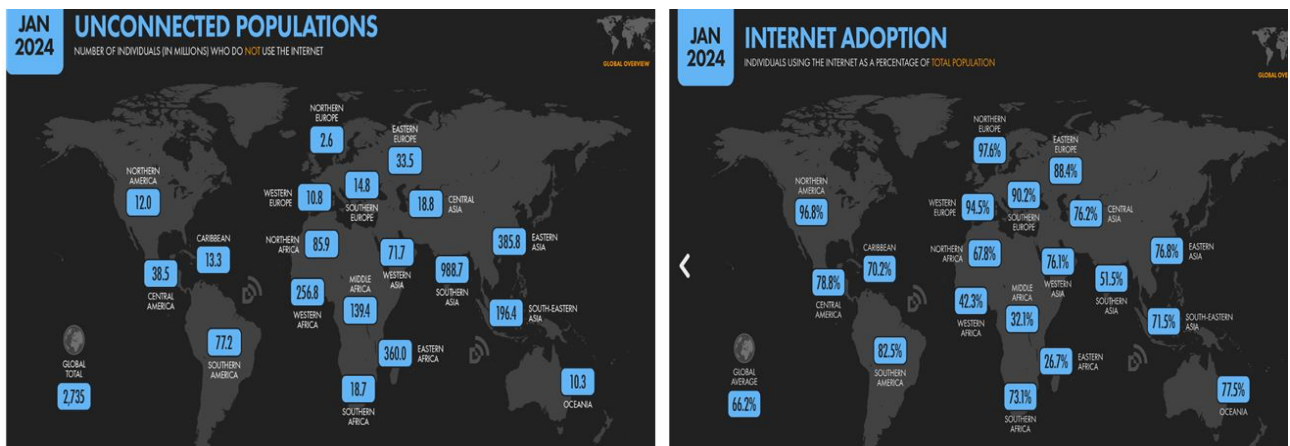 JAN
2024
UNCONNECTED POPULATIONS
NUMBER OF INDIVIDUALS (IN MILLIONS) WHO DO NOT USE THE INTERNET
GLOBAL OVERVIEW
NORTHERN
EUROPE
2.6
EASTERN
EUROPE
33.5
NORTHERN
AMERICA
12.0
WESTERN
EUROPE
10.8
14.8
SOUTHERN
EUROPE
18.8
CENTRAL
ASIA
NORTHERN
AFRICA
85.9
71.7
WESTERN
ASIA
385.8
EASTERN
ASIA
CARIBBEAN
13.3
38.5
CENTRAL
AMERICA
988.7
SOUTHERN
ASIA
256.8
WESTERN
AFRICA
MIDDLE
AFRICA
139.4
196.4
SOUTH-EASTERN
ASIA
77.2
SOUTHERN
AMERICA
360.0
EASTERN
AFRICA
18.7
SOUTHERN
AFRICA
10.3
OCEANIA
GLOBAL
TOTAL
2,735
JAN
2024
INTERNET ADOPTION
INDIVIDUALS USING THE INTERNET AS A PERCENTAGE OF TOTAL POPULATION
GLOBAL OVE
NORTHERN
EUROPE
97.6%
EASTERN
EUROPE
88.4%
NORTHERN
AMERICA
96.8%
WESTERN
EUROPE
94.5%
90.2%
SOUTHERN
EUROPE
76.2%
CENTRAL
ASIA
NORTHERN
AFRICA
67.8%
76.1%
WESTERN
ASIA
76.8%
EASTERN
ASIA
CARIBBEAN
70.2%
78.8%
CENTRAL
AMERICA
51.5%
SOUTHERN
ASIA
42.3%
WESTERN
AFRICA
MIDDLE
AFRICA
32.1%
71.5%
SOUTH-EASTERN
ASIA
82.5%
SOUTHERN
AMERICA
26.7%
EASTERN
AFRICA
73.1%
SOUTHERN
AFRICA
77.5%
OCEANIA
GLOBAL
AVERAGE
66.2%